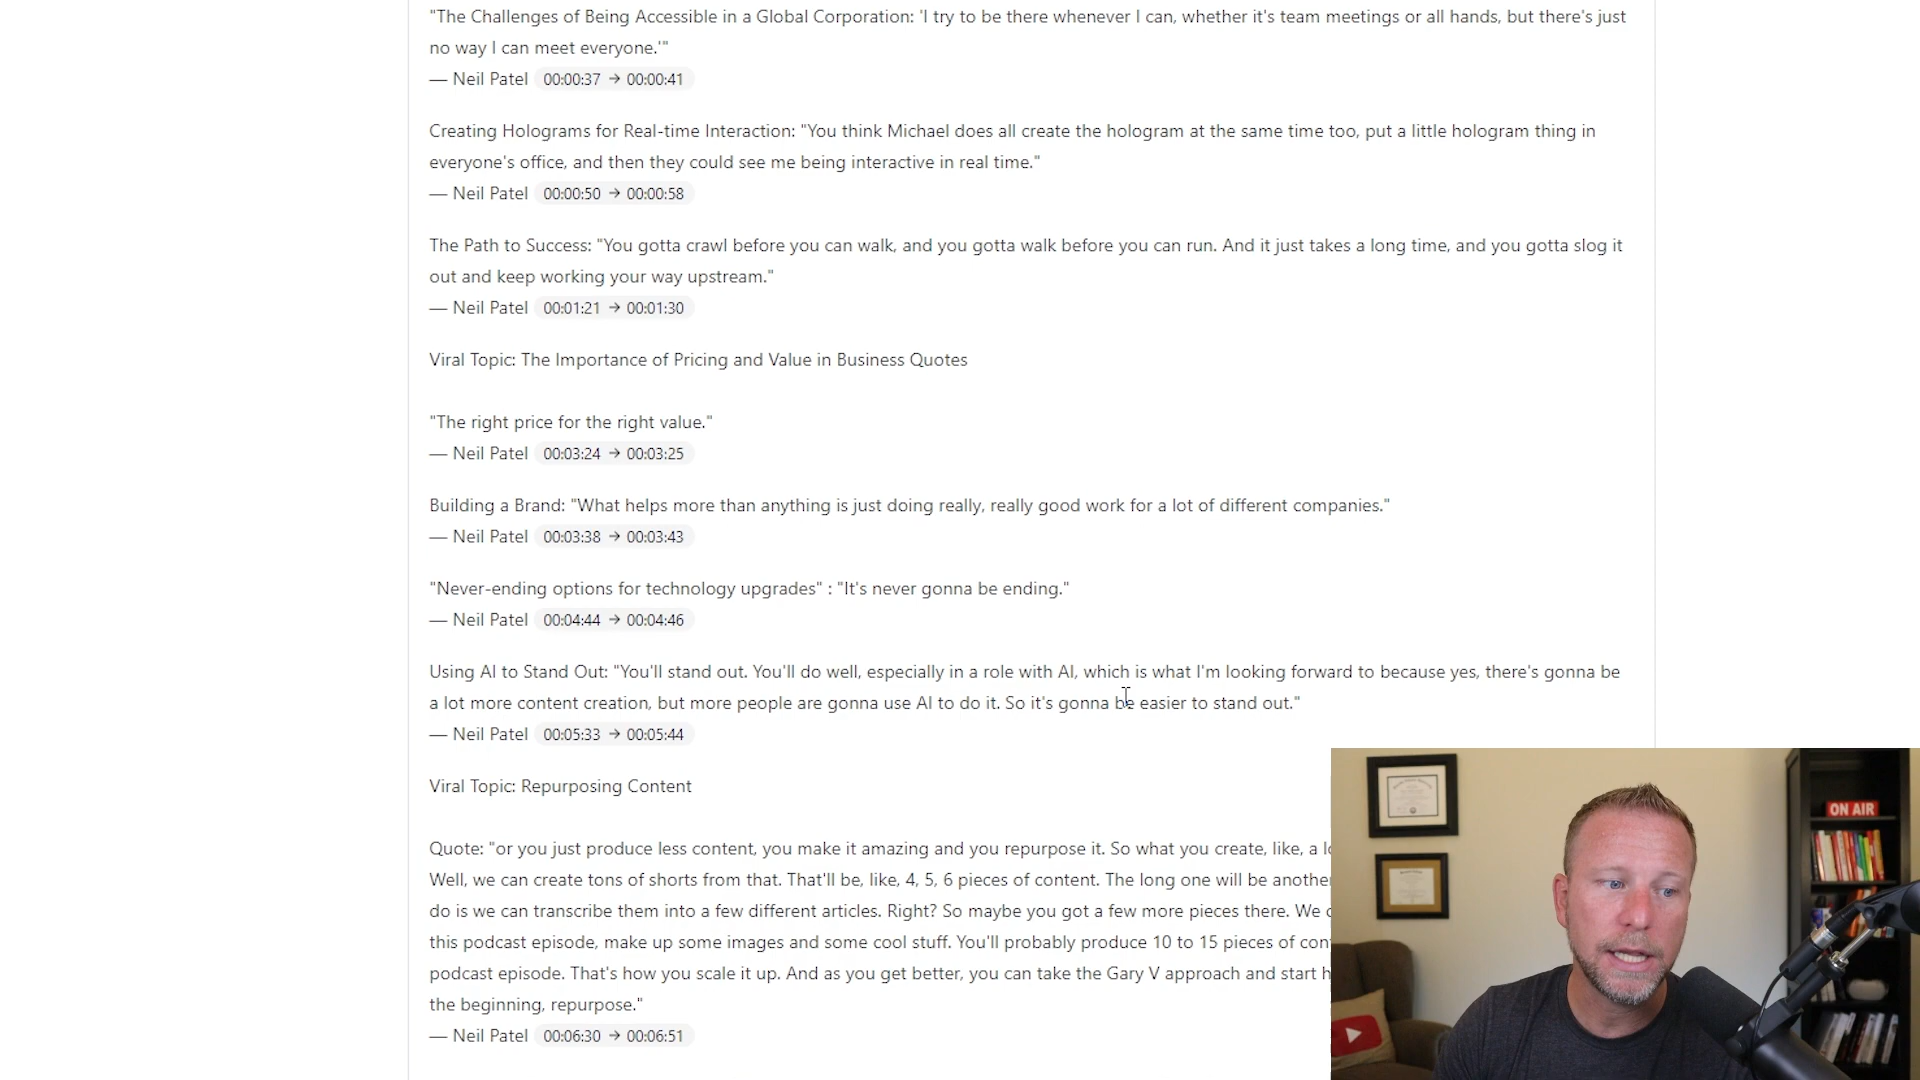 "The Challenges of Being Accessible in a Global Corporation: 'I try to be there whenever I can, whether it's team meetings or all hands, but there's just
no way I can meet everyone.'"
— Neil Patel 00:00:37 → 00:00:41
Creating Holograms for Real-time Interaction: "You think Michael does all create the hologram at the same time too, put a little hologram thing in
everyone's office, and then they could see me being interactive in real time."
— Neil Patel 00:00:50 → 00:00:58
The Path to Success: "You gotta crawl before you can walk, and you gotta walk before you can run. And it just takes a long time, and you gotta slog it
out and keep working your way upstream."
— Neil Patel 00:01:21 → 00:01:30
Viral Topic: The Importance of Pricing and Value in Business Quotes
"The right price for the right value."
— Neil Patel 00:03:24 → 00:03:25
Building a Brand: "What helps more than anything is just doing really, really good work for a lot of different companies."
— Neil Patel 00:03:38 → 00:03:43
"Never-ending options for technology upgrades" : "It's never gonna be ending."
— Neil Patel 00:04:44 → 00:04:46
Using AI to Stand Out: "You'll stand out. You'll do well, especially in a role with AI, which is what I'm looking forward to because yes, there's gonna be
a lot more content creation, but more people are gonna use AI to do it. So it's gonna be easier to stand out."
— Neil Patel 00:05:33 → 00:05:44
Viral Topic: Repurposing Content
Quote: "or you just produce less content, you make it amazing and you repurpose it. So what you create, like, a
Well, we can create tons of shorts from that. That'll be, like, 4, 5, 6 pieces of content. The long one will be
do is we can transcribe them into a few different articles. Right? So maybe you got a few more pieces there. We
this podcast episode, make up some images and some cool stuff. You'll probably produce 10 to 15 pieces of
podcast episode. That's how you scale it up. And as you get better, you can take the Gary V approach and start
the beginning, repurpose."
— Neil Patel 00:06:30 → 00:06:51
ON AIR